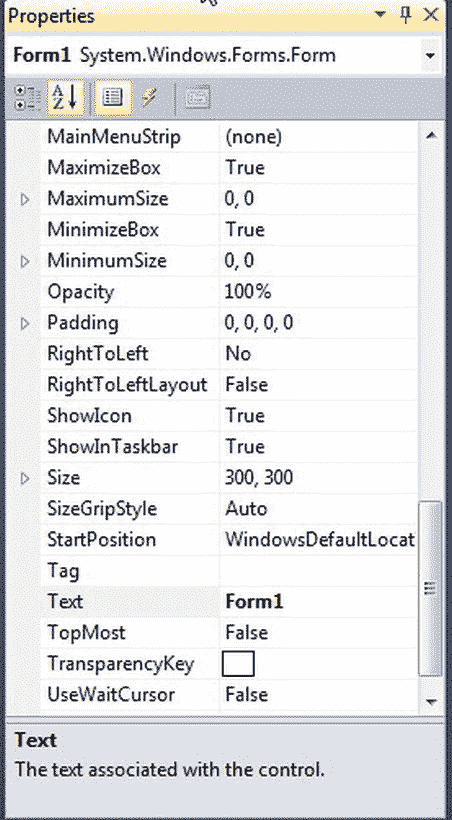 Properties
Form1 System.Windows.Forms.Form
A Z
MainMenuStrip (none)
MaximizeBox True
MaximumSize 0, 0
MinimizeBox True
MinimumSize 0, 0
Opacity 100%
Padding 0, 0, 0, 0
RightToLeft No
RightToLeftLayout False
ShowIcon True
ShowInTaskbar True
Size 300, 300
SizeGripStyle Auto
StartPosition WindowsDefaultLocat
Tag
Text Form1
TopMost False
TransparencyKey
UseWaitCursor False
Text
The text associated with the control.